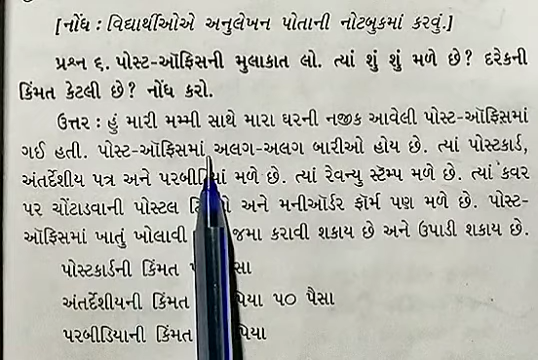 [નોંધ : વિદ્યાર્થીઓએ અનુલેખન પોતાની નોટબુકમાં કરવું.]
પ્રશ્ન ૬. પોસ્ટ-ઑફિસની મુલાકાત લો. ત્યાં શું શું મળે છે? દરેકની
કિંમત કેટલી છે? નોંધ કરો.
ઉત્તર : હું મારી મમ્મી સાથે મારા ઘરની નજીક આવેલી પોસ્ટ-ઑફિસમાં
ગઈ હતી. પોસ્ટ-ઑફિસમાં અલગ-અલગ બારીઓ હોય છે. ત્યાં પોસ્ટકાર્ડ,
અંતર્દેશીય પત્ર અને મળે છે. ત્યાં રેવન્યુ સ્ટૅમ્પ મળે છે. ત્યાં કવર
પર ચોંટાડવાની પોસ્ટલ અને મનીઑર્ડર ફૉર્મ પણ મળે છે. પોસ્ટ-
ઑફિસમાં ખાતું ખોલાવી જમા કરાવી શકાય છે અને ઉપાડી શકાય છે.
પોસ્ટકાર્ડની કિંમત
અંતર્દેશીયની કિંમત ૫૦ પૈસા
પરબીડિયાની કિંમત